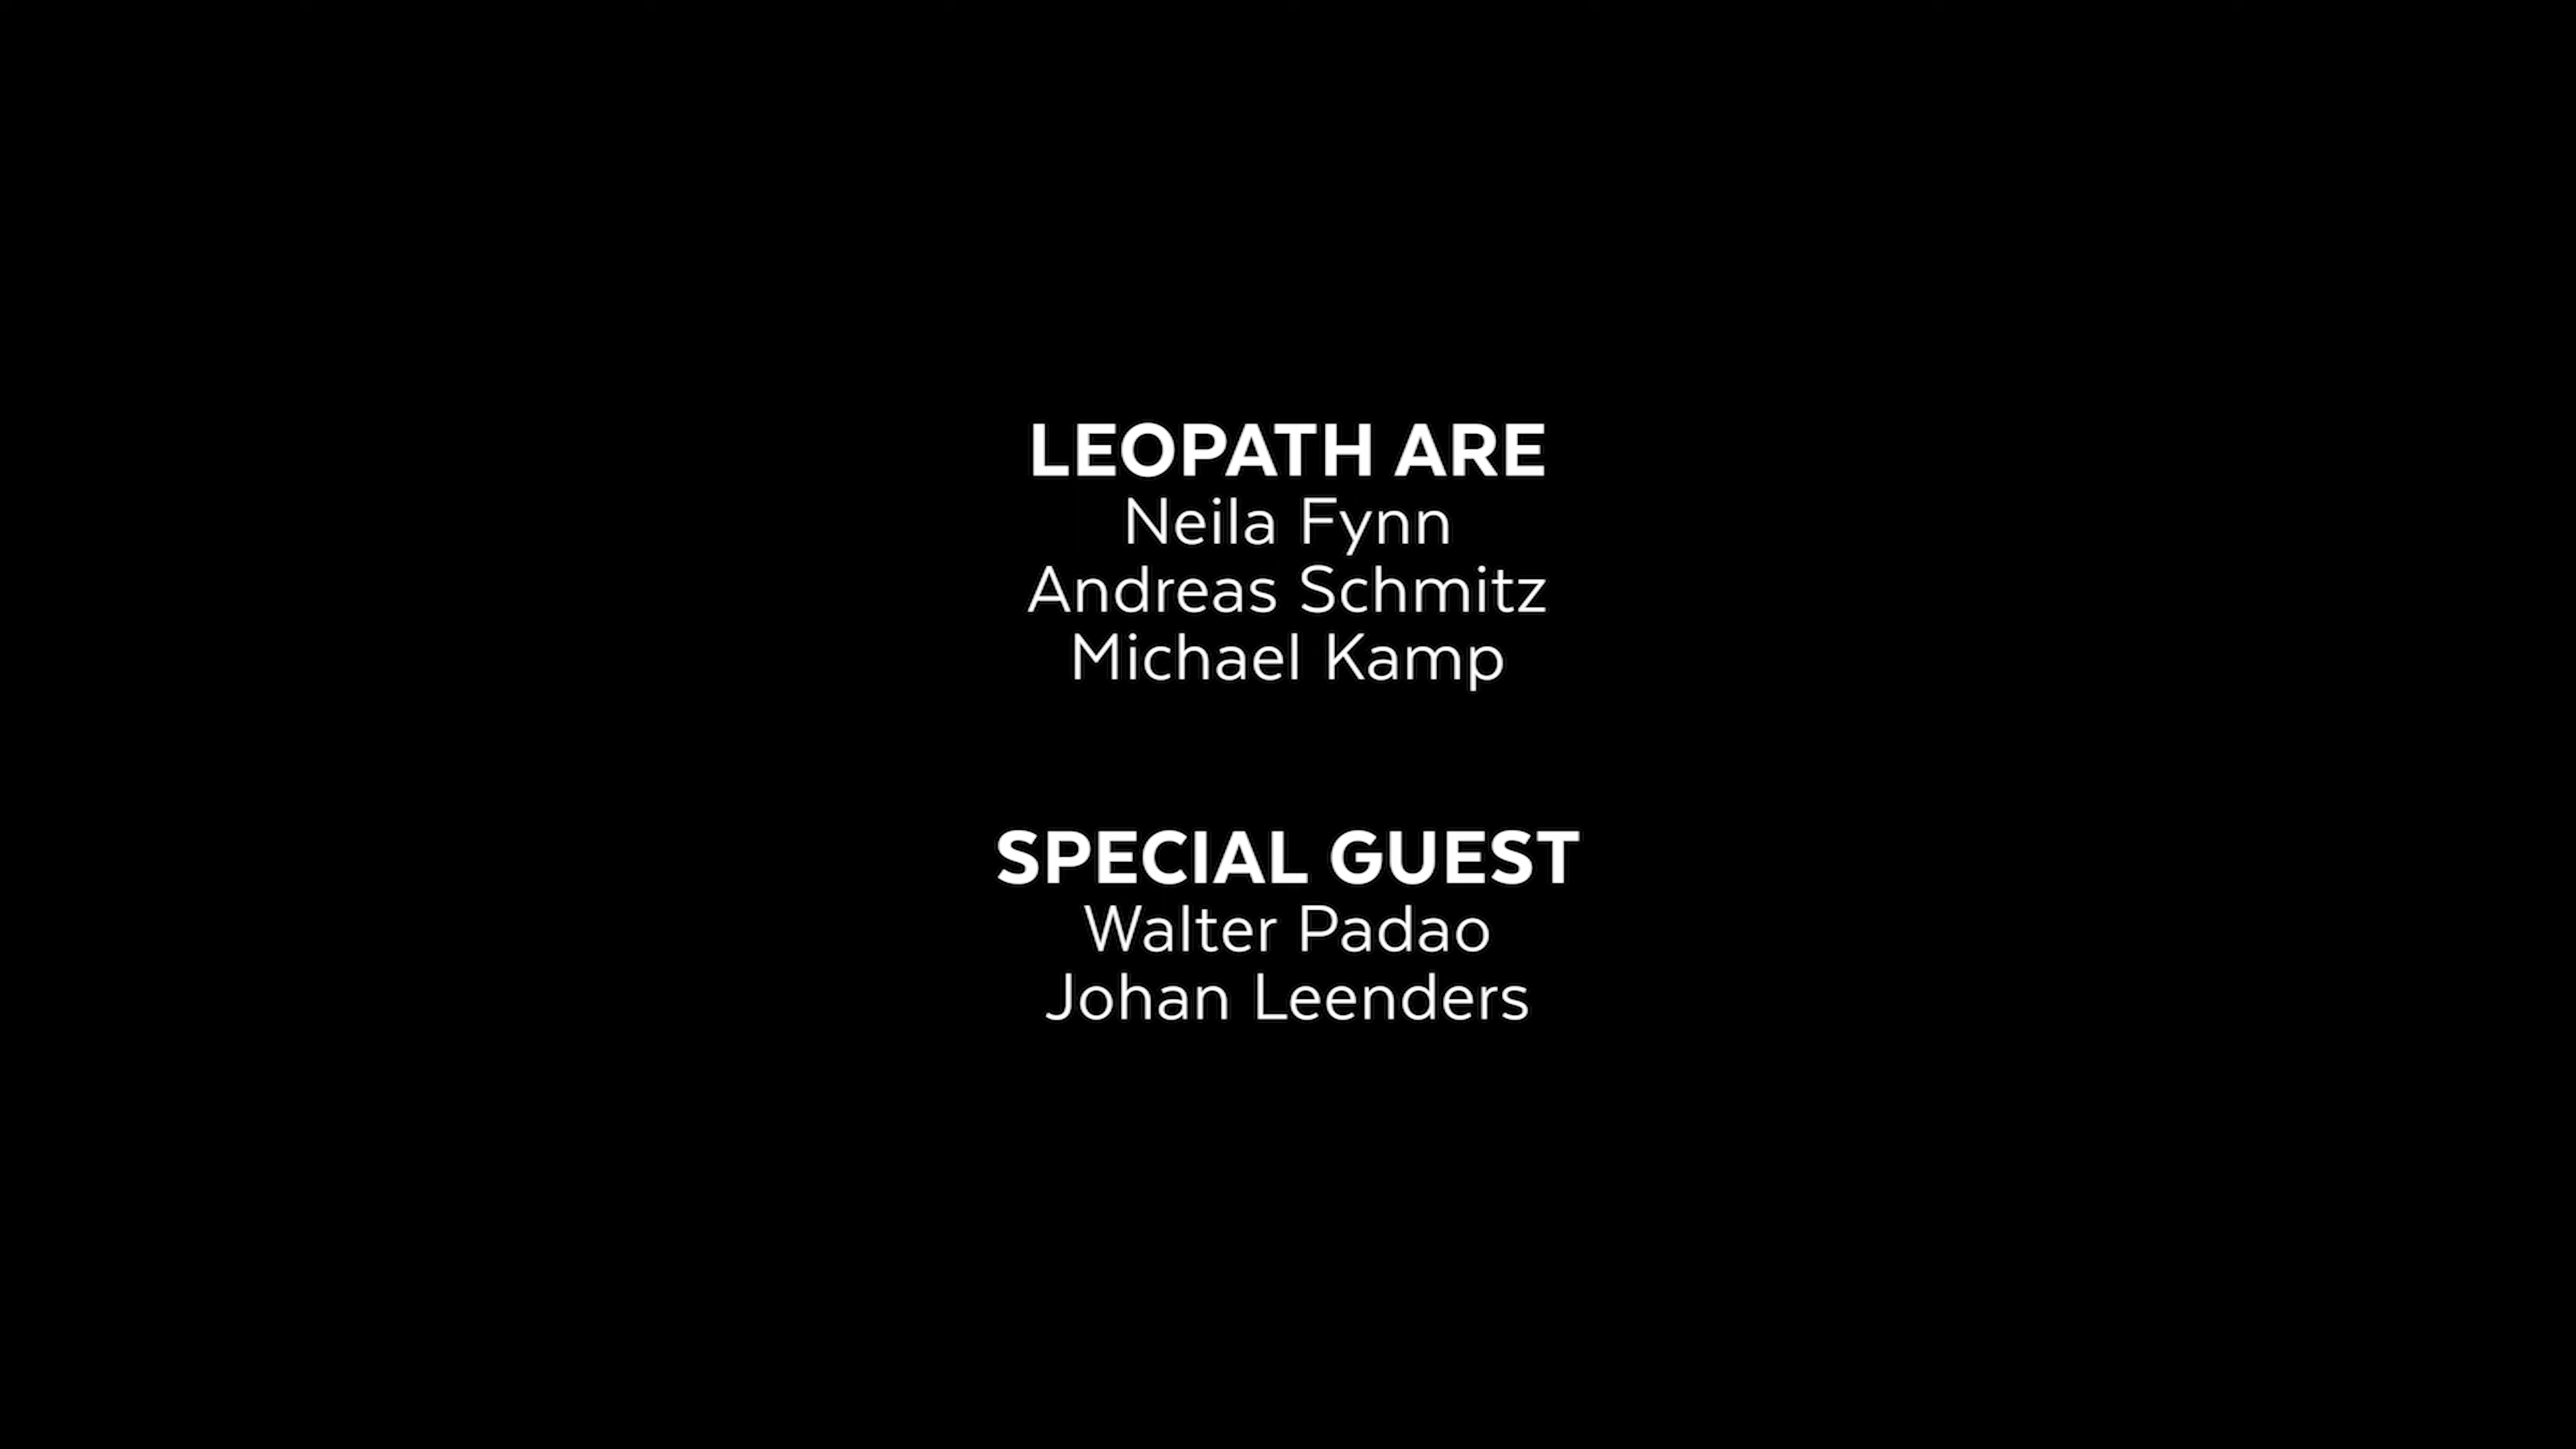 LEOPATH ARE
Neila Fynn
Andreas Schmitz
Michael Kamp
SPECIAL GUEST
Walter Padao
Johan Leenders